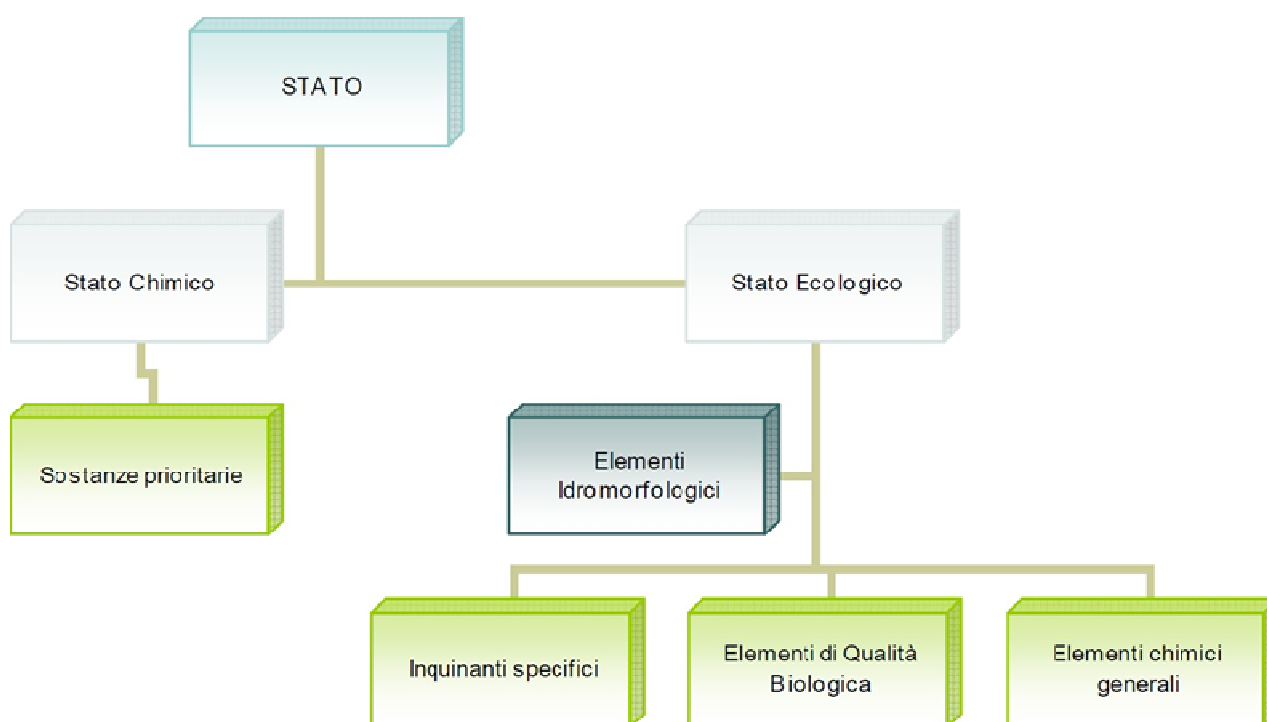 STATO
Stato Chimico
Stato Ecologico
Sostanze prioritarie
Elementi
Idromorfologici
Inquinanti specifici
Elementi di Qualità
Biologica
Elementi chimici
generali